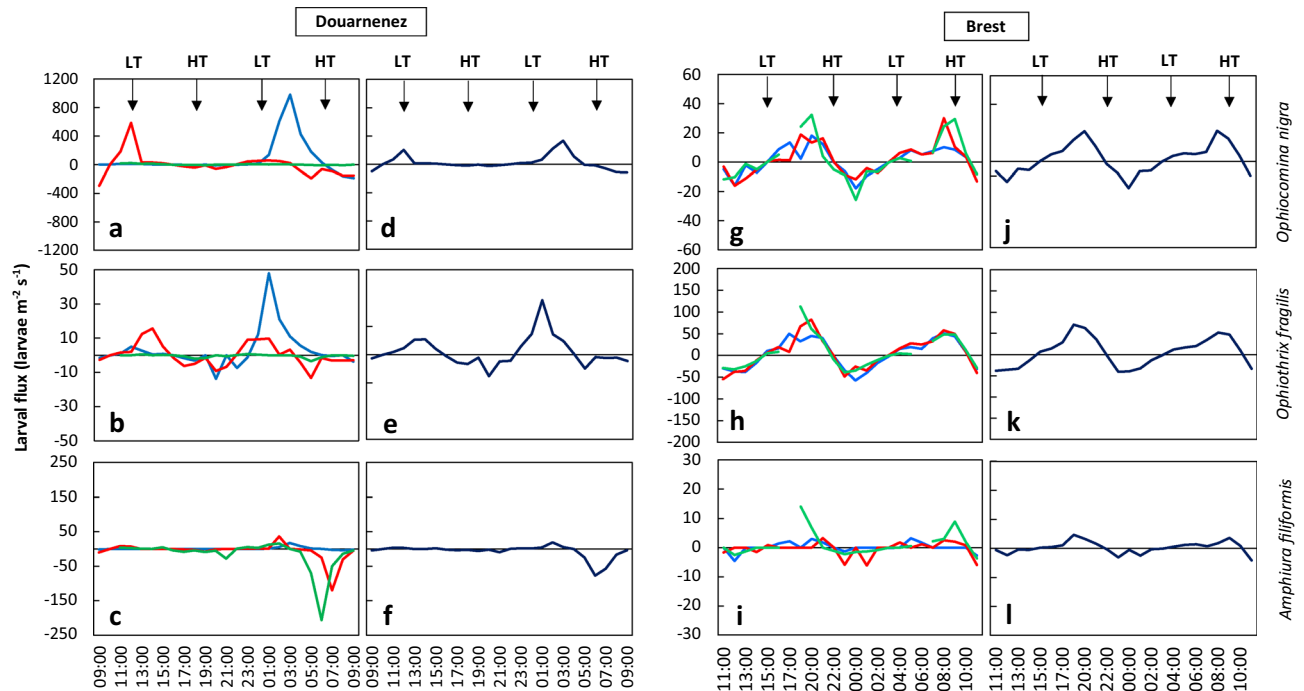 Douarnenez
Brest
LT HT LT HT LT HT LT HT LT HT LT HT LT HT LT HT
1200
800
400
0
-400
-800
-1200
a
d
60
40
20
0
-20
-40
-60
g
j
Ophiocomina nigra
Larval flux (larvae m⁻² s⁻¹)
50
30
10
-10
-30
50
b
e
200
150
100
50
0
-50
-100
-150
-200
h
k
Ophiothrix fragilis
250
150
50
-50
-150
-250
c
f
30
20
10
0
-10
-20
-30
i
l
Amphiura filiformis
09:00 11:00 13:00 15:00 17:00 19:00 21:00 23:00 01:00 03:00 05:00 07:00 09:00
09:00 11:00 13:00 15:00 17:00 19:00 21:00 23:00 01:00 03:00 05:00 07:00 09:00
11:00 13:00 15:00 17:00 20:00 22:00 00:00 02:00 04:00 06:00 08:00 10:00
11:00 13:00 15:00 17:00 20:00 22:00 00:00 02:00 04:00 06:00 08:00 10:00